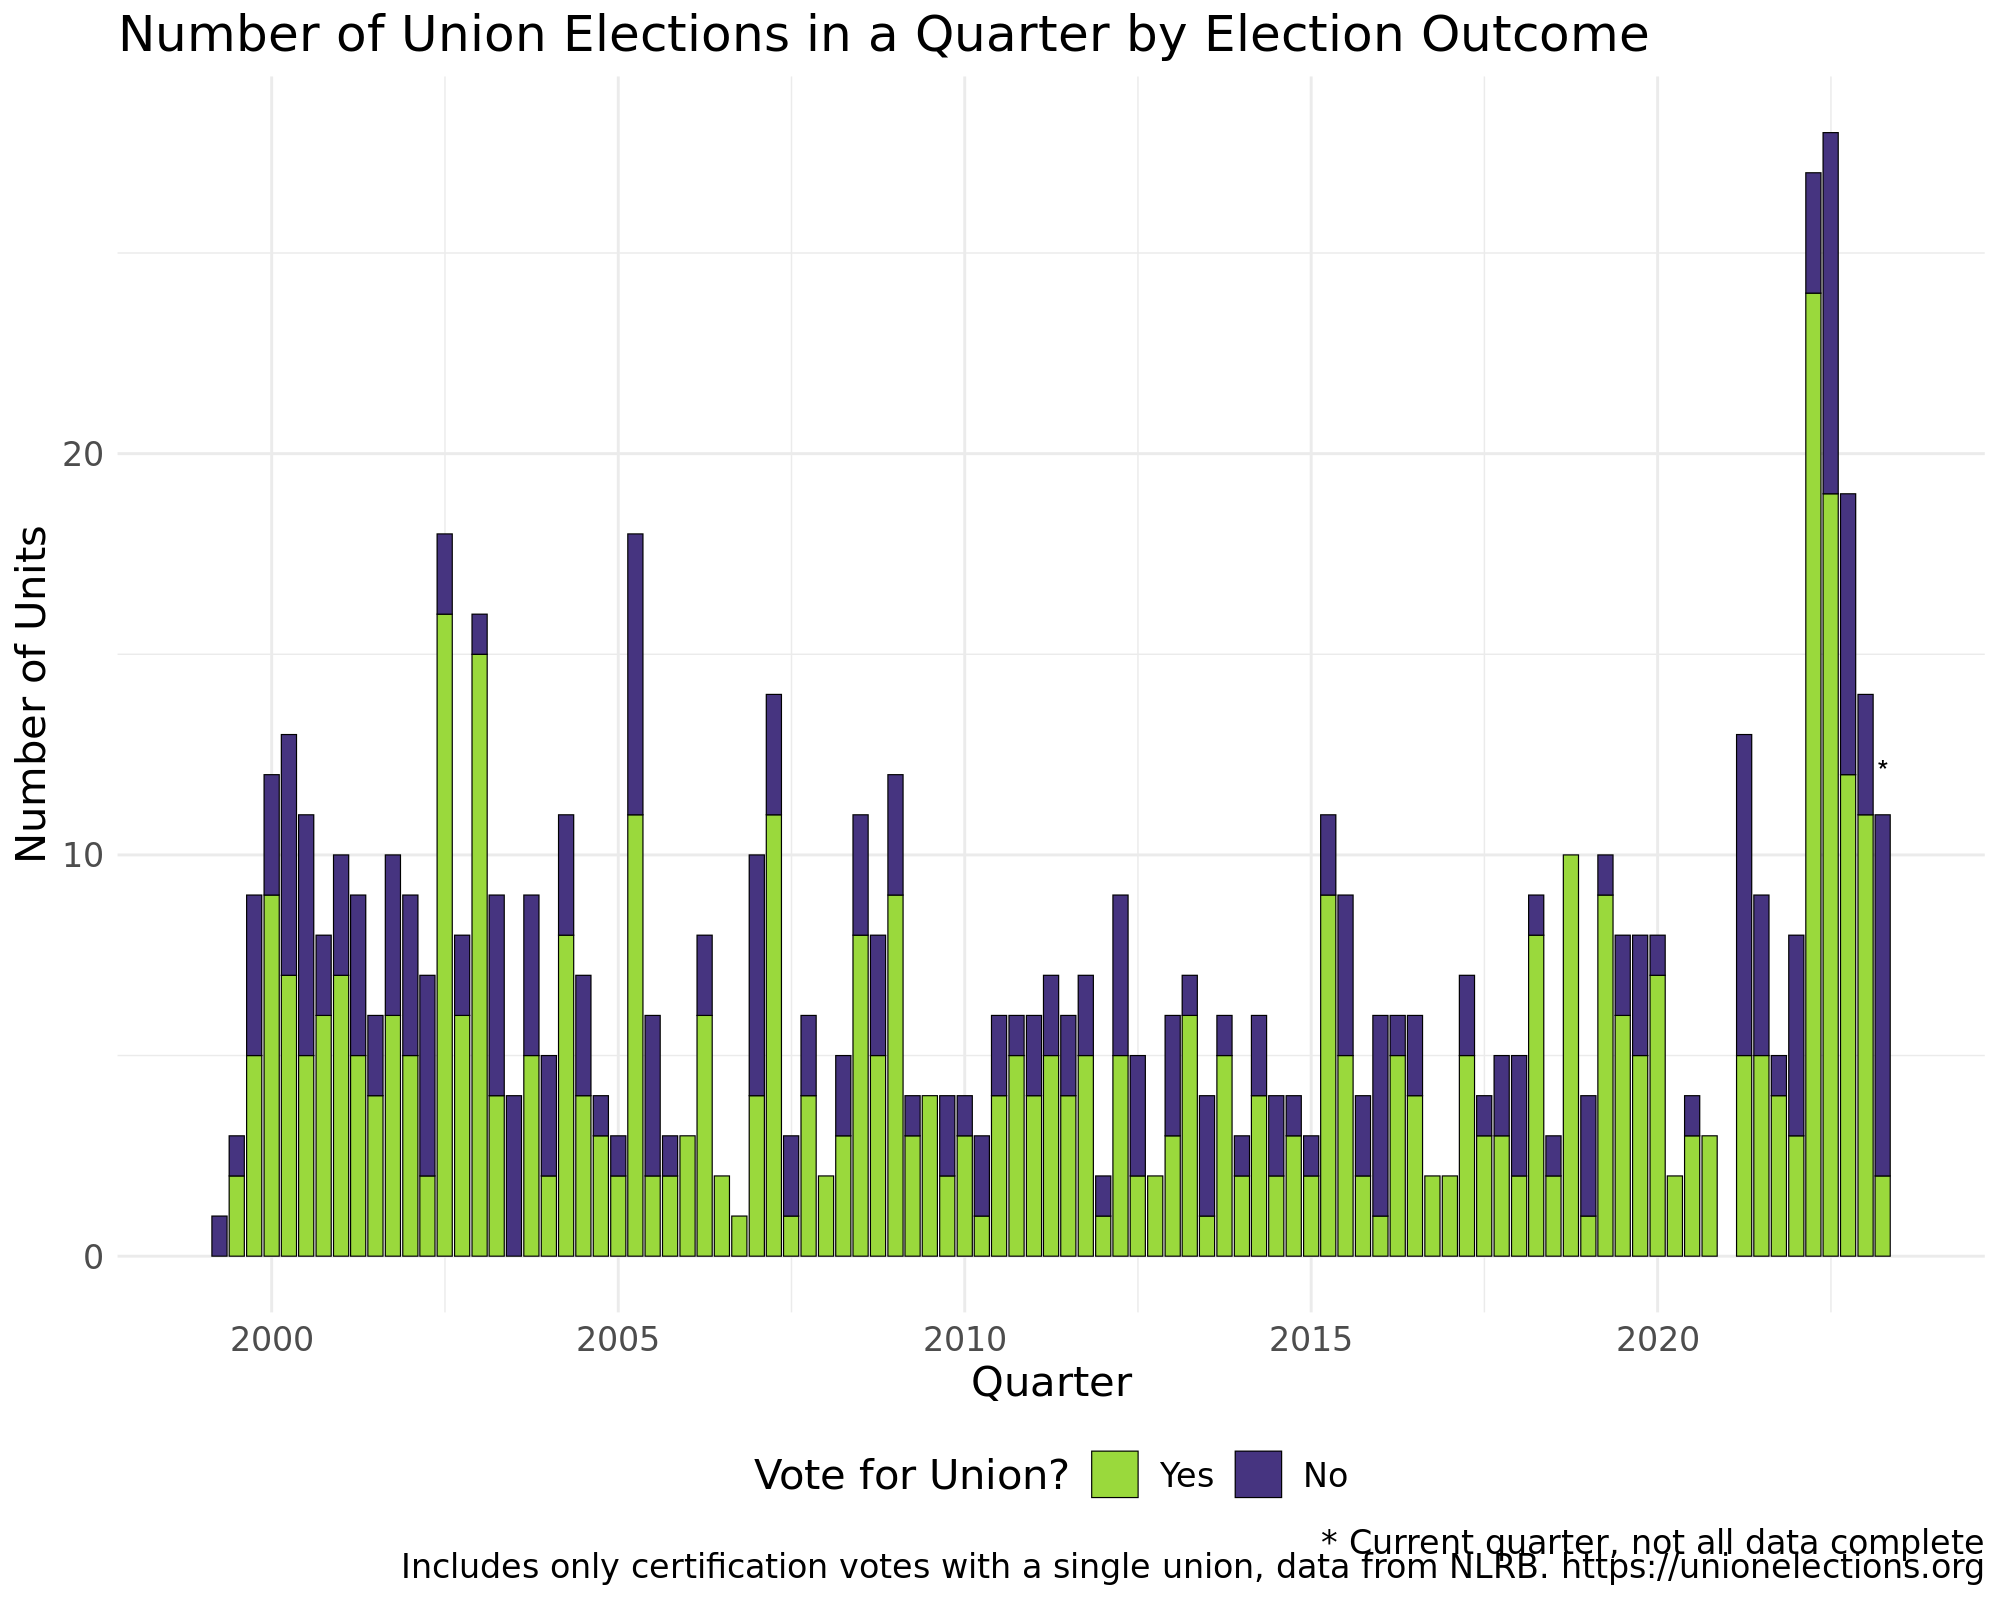 Number of Union Elections in a Quarter by Election Outcome
Number of Units
20
10
0
*
2000 2005 2010 2015 2020
Quarter
Vote for Union? Yes No
* Current quarter, not all data complete
Includes only certification votes with a single union, data from NLRB. https://unionelections.org